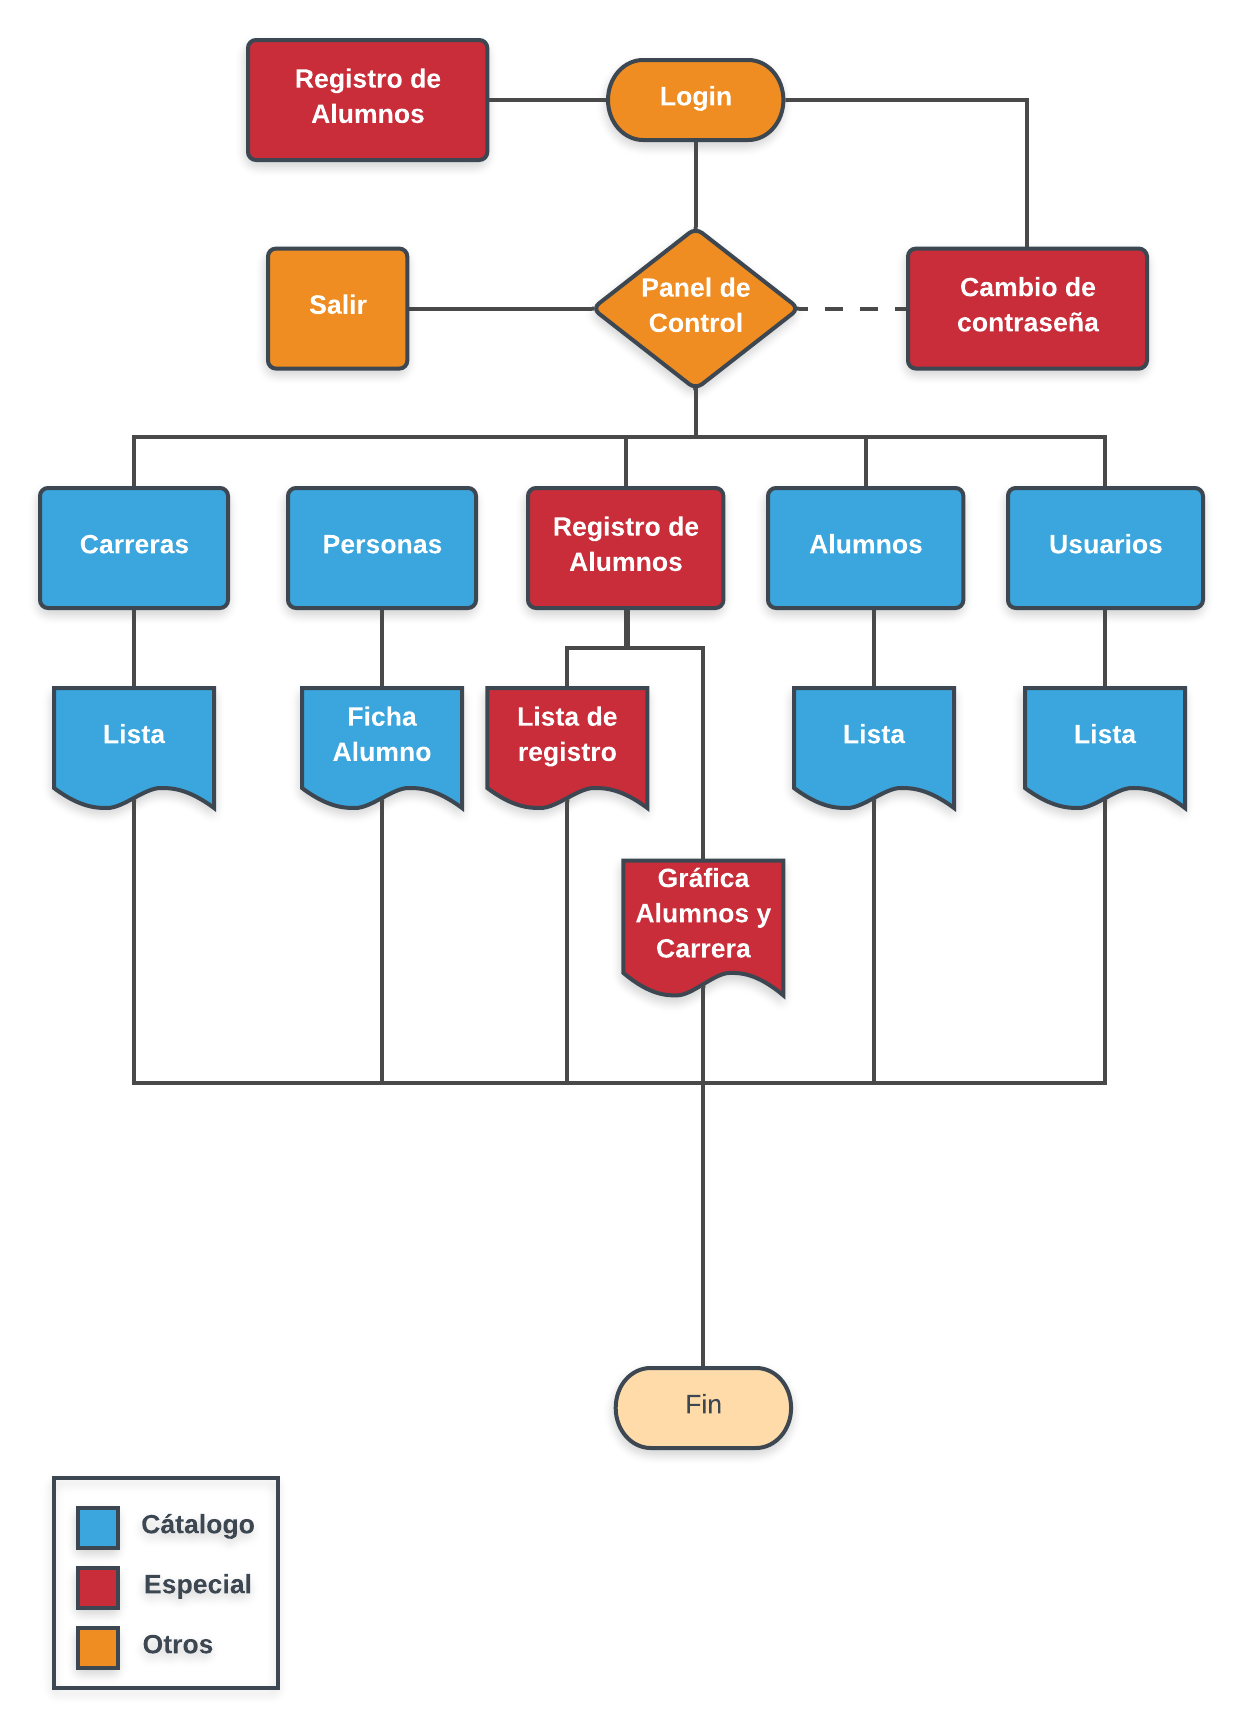 Registro de
Alumnos
Login
Salir
Panel de
Control
Cambio de
contraseña
Carreras
Personas
Registro de
Alumnos
Alumnos
Usuarios
Lista
Ficha
Alumno
Lista de
registro
Lista
Lista
Gráfica
Alumnos y
Carrera
Fin
Cátalogo
Especial
Otros